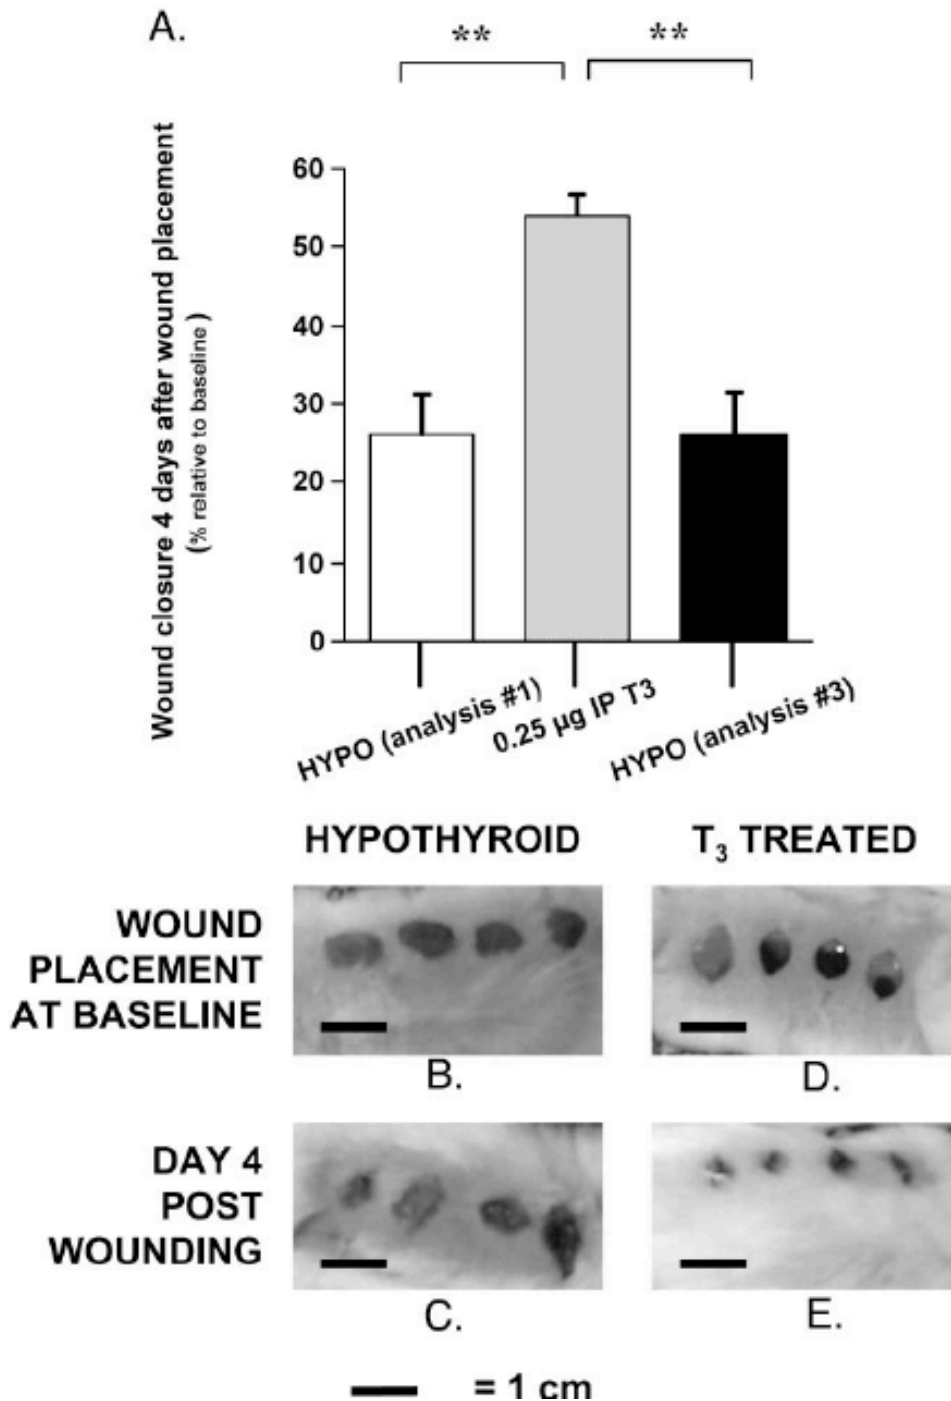 A.
** **
Wound closure 4 days after wound placement
(% relative to baseline )
60
50
40
30
20
10
0
HYPO (analysis #1)
0.25 µg IP T3
HYPO (analysis #3)
HYPOTHYROID
T3 TREATED
WOUND
PLACEMENT
AT BASELINE
B.
D.
DAY 4
POST
WOUNDING
C.
E.
= 1 cm